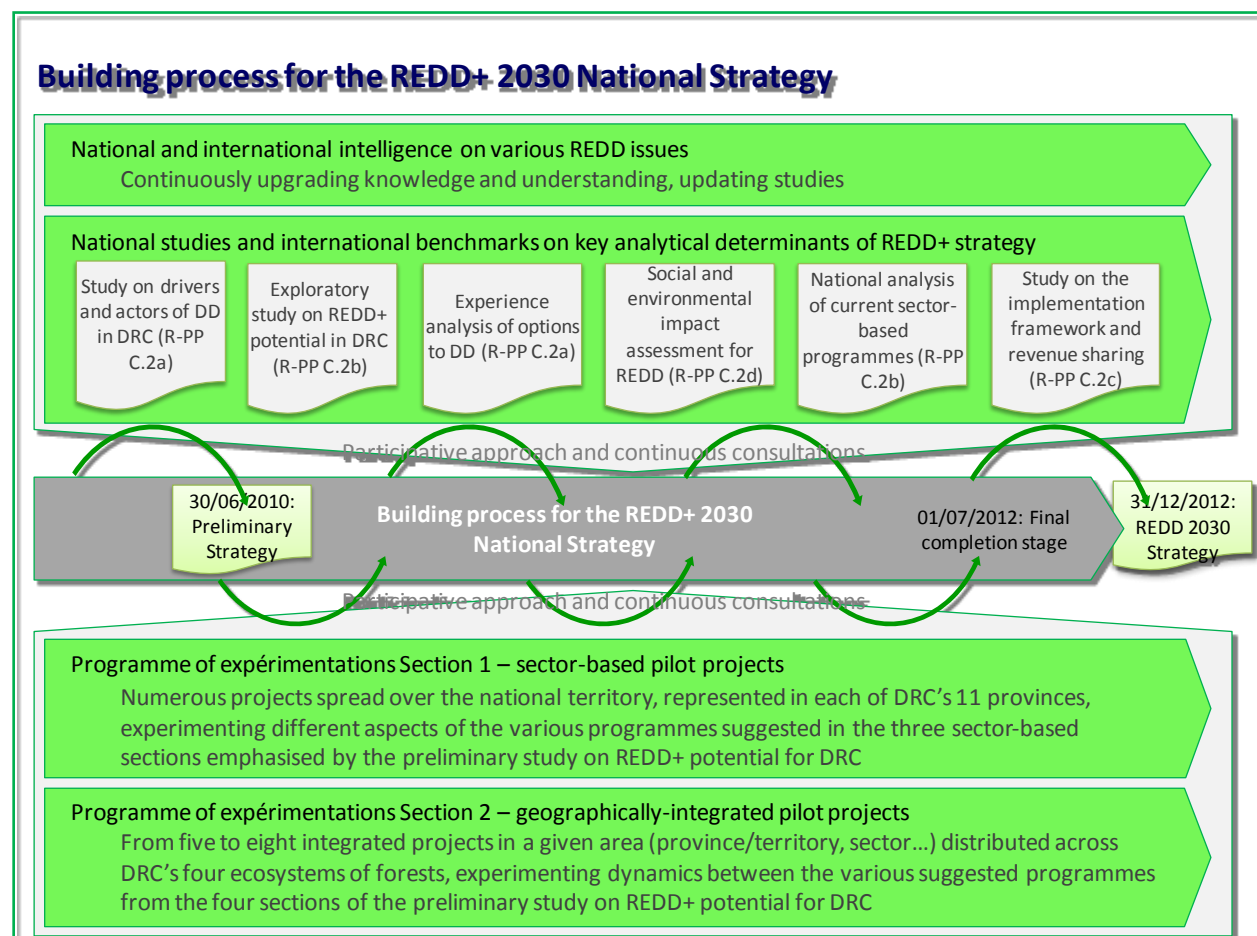 Building process for the REDD+ 2030 National Strategy
National and international intelligence on various REDD issues
Continuously upgrading knowledge and understanding, updating studies
National studies and international benchmarks on key analytical determinants of REDD+ strategy
Study on drivers
and actors of DD
in DRC (R-PP
C.2a)
Exploratory
study on REDD+
potential in DRC
(R-PP C.2b)
Experience
analysis of options
to DD (R-PP C.2a)
Social and
environmental
impact
assessment for
REDD (R-PP C.2d)
National analysis
of current sector-
based
programmes (R-PP
C.2b)
Study on the
implementation
framework and
revenue sharing
(R-PP C.2c)
Participative approach and continuous consultations
30/06/2010:
Preliminary
Strategy
Building process for the REDD+ 2030
National Strategy
01/07/2012: Final
completion stage
31/12/2012:
REDD 2030
Strategy
Participative approach and continuous consultations
Programme of expérimentations Section 1 – sector-based pilot projects
Numerous projects spread over the national territory, represented in each of DRC's 11 provinces,
experimenting different aspects of the various programmes suggested in the three sector-based
sections emphasised by the preliminary study on REDD+ potential for DRC
Programme of expérimentations Section 2 – geographically-integrated pilot projects
From five to eight integrated projects in a given area (province/territory, sector…) distributed across
DRC's four ecosystems of forests, experimenting dynamics between the various suggested programmes
from the four sections of the preliminary study on REDD+ potential for DRC